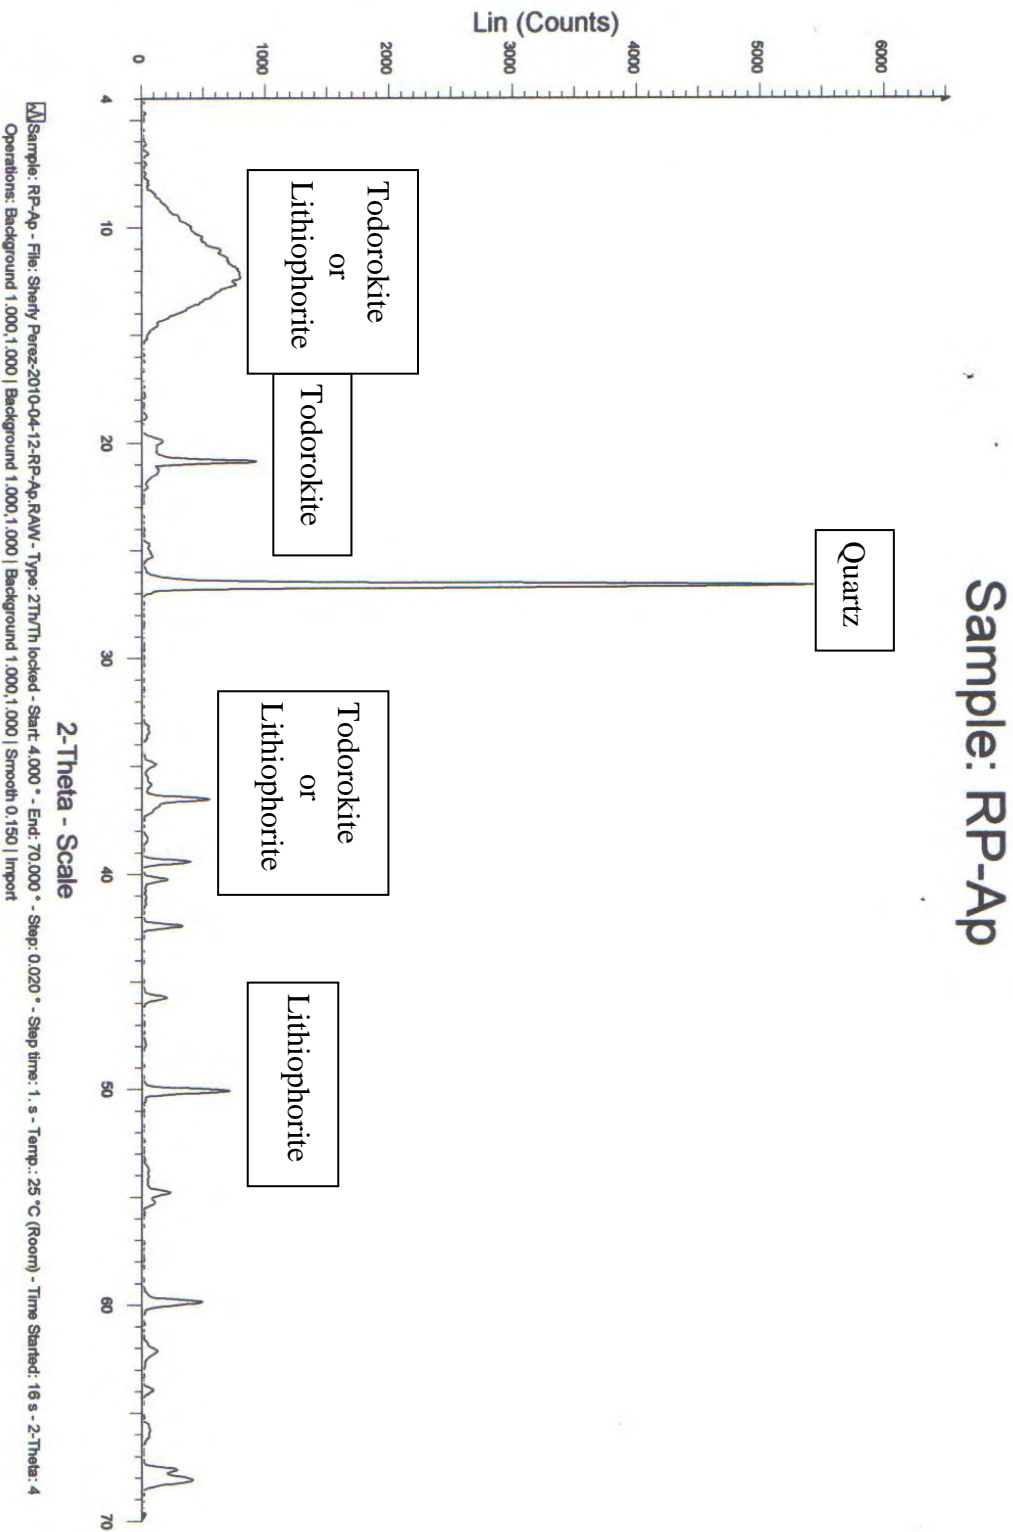 Sample: RP-Ap
Lin (Counts)
6000
5000
4000
3000
2000
1000
0
Quartz
Todorokite
or
Lithiophorite
Todorokite
Todorokite
or
Lithiophorite
Lithiophorite
4
10
20
30
40
50
60
70
2-Theta - Scale
Sample: RP-Ap - File: Sherly Perez-2010-04-12-RP-Ap.RAW - Type: 2Th/Th locked - Start: 4.000 ° - End: 70.000 ° - Step: 0.020 ° - Step time: 1. s - Temp.: 25 °C (Room) - Time Started: 16 s - 2-Theta: 4
Operations: Background 1.000,1.000 | Background 1.000,1.000 | Background 1.000,1.000 | Smooth 0.150 | Import